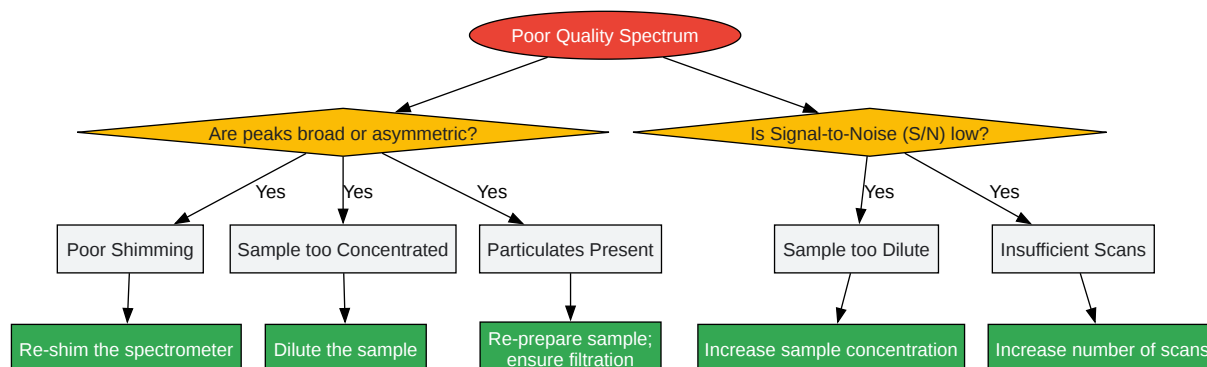 Poor Quality Spectrum
Are peaks broad or asymmetric?
Is Signal-to-Noise (S/N) low?
Yes
Yes
Yes
Yes
Yes
Poor Shimming
Sample too Concentrated
Particulates Present
Sample too Dilute
Insufficient Scans
Re-shim the spectrometer
Dilute the sample
Re-prepare sample;
ensure filtration
Increase sample concentration
Increase number of scans